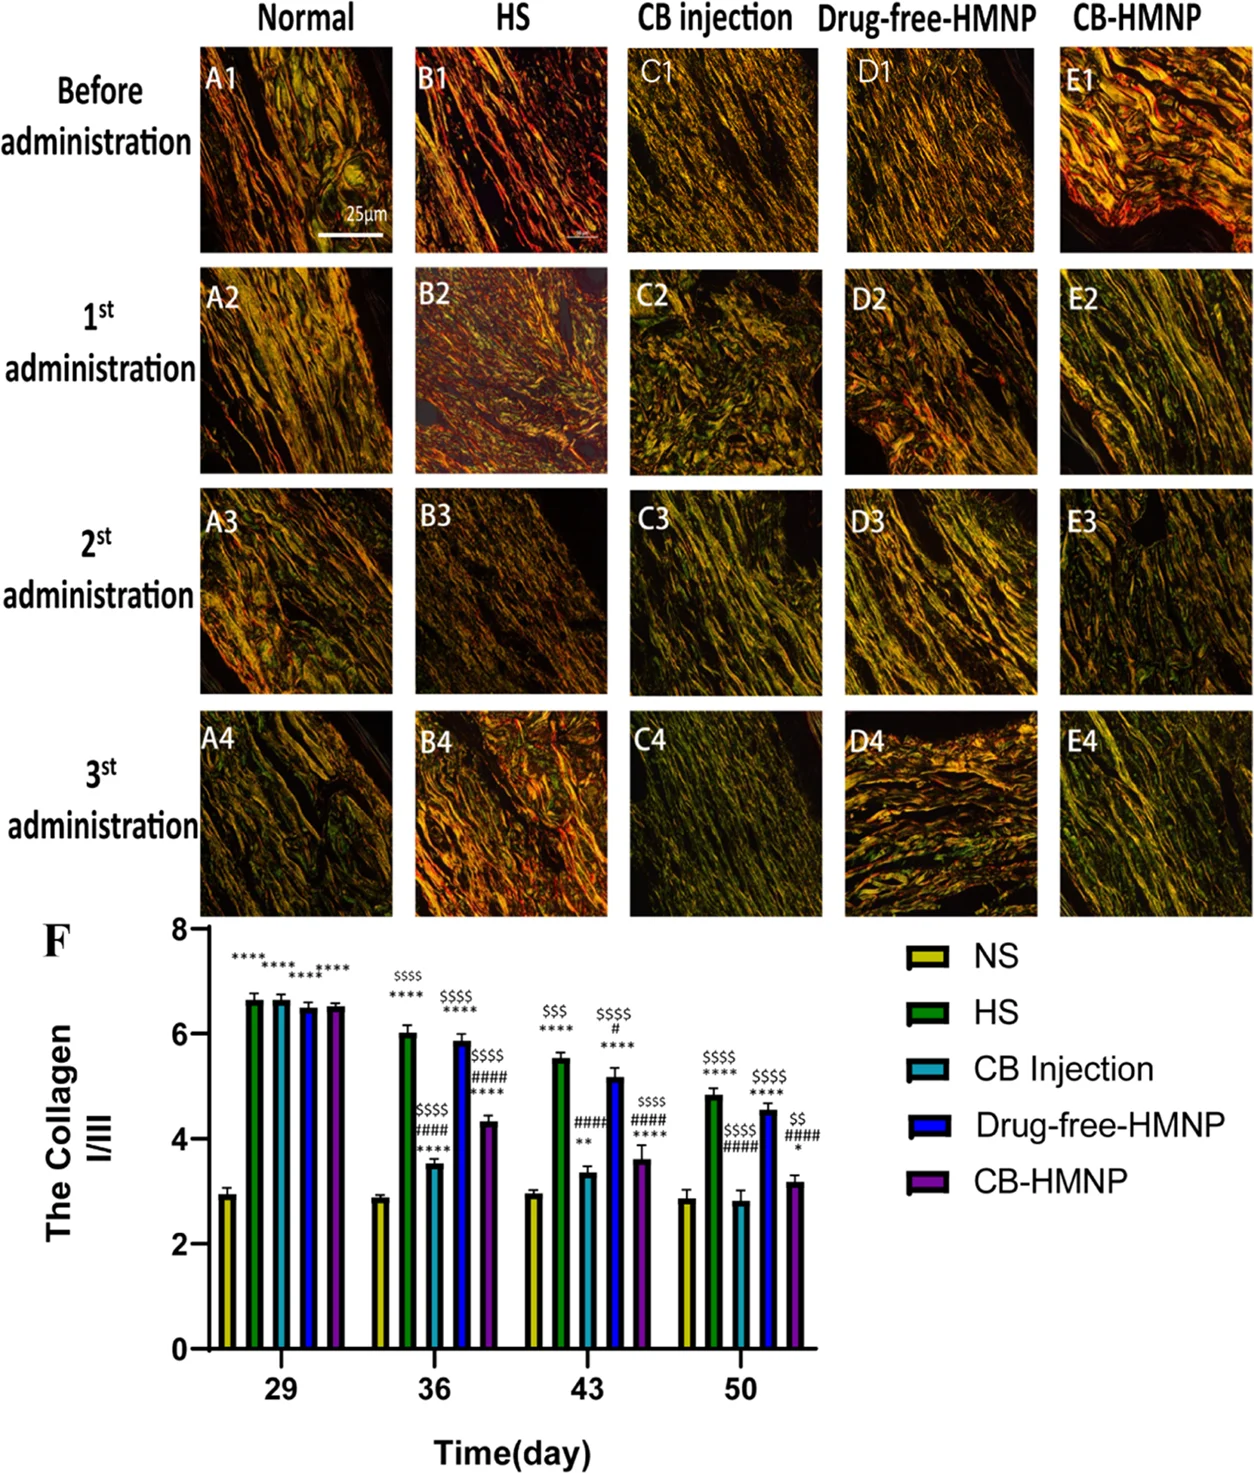 Normal HS CB injection Drug-free-HMNP CB-HMNP
Before
administration
A1 B1 C1 D1 E1
25μm
1st
administration
A2 B2 C2 D2 E2
2st
administration
A3 B3 C3 D3 E3
3st
administration
A4 B4 C4 D4 E4
F
The Collagen
I/III
8
6
4
2
0
**** **** **** ****
$$$$
****
$$$$
####
****
$$$$
****
$$$$
####
****
$$$
****
####
**
$$$$
#
****
$$$$
####
****
$$$$
****
$$$$
####
$$$$
****
$$
####
*
29 36 43 50
Time(day)
NS
HS
CB Injection
Drug-free-HMNP
CB-HMNP